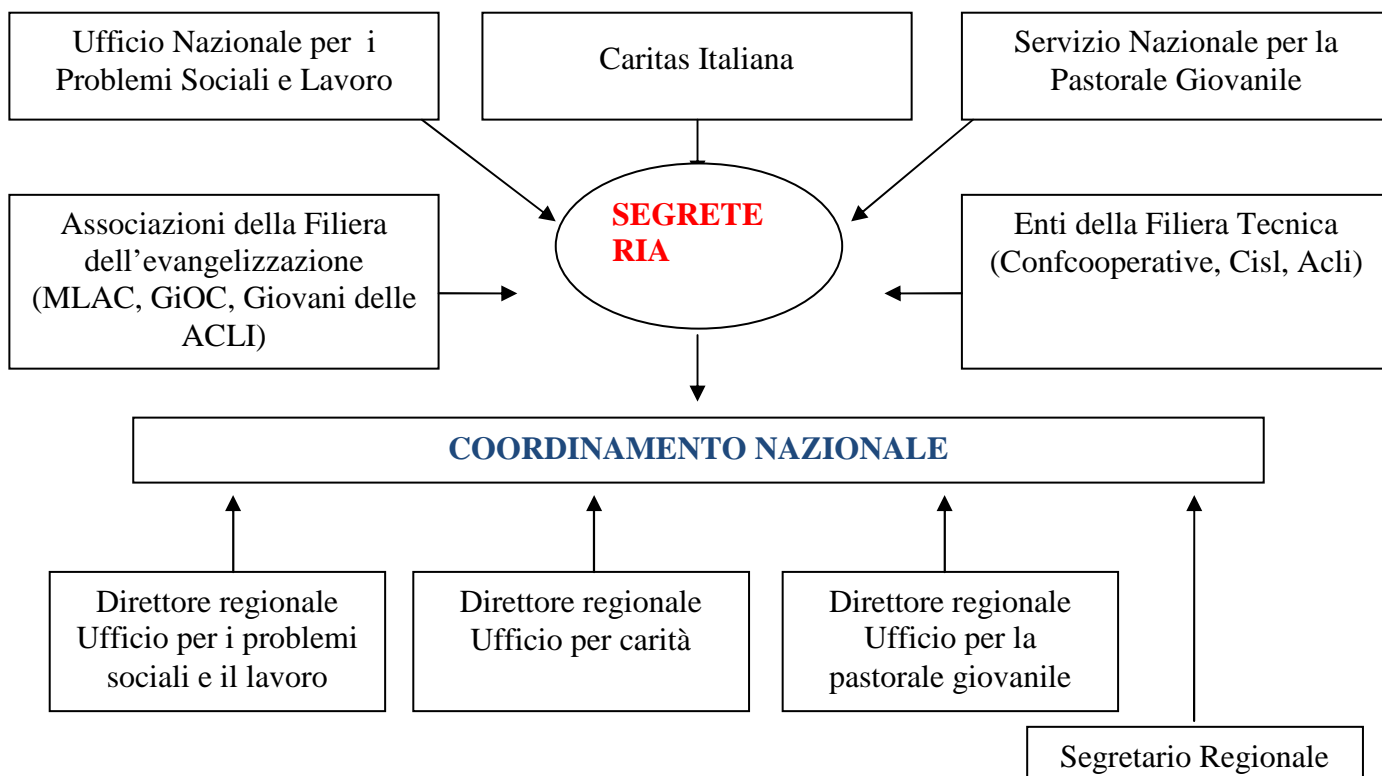 Ufficio Nazionale per i
Problemi Sociali e Lavoro
Caritas Italiana
Servizio Nazionale per la
Pastorale Giovanile
Associazioni della Filiera
dell’evangelizzazione
(MLAC, GiOC, Giovani delle
ACLI)
SEGRETE
RIA
Enti della Filiera Tecnica
(Confcooperative, Cisl, Acli)
COORDINAMENTO NAZIONALE
Direttore regionale
Ufficio per i problemi
sociali e il lavoro
Direttore regionale
Ufficio per carità
Direttore regionale
Ufficio per la
pastorale giovanile
Segretario Regionale